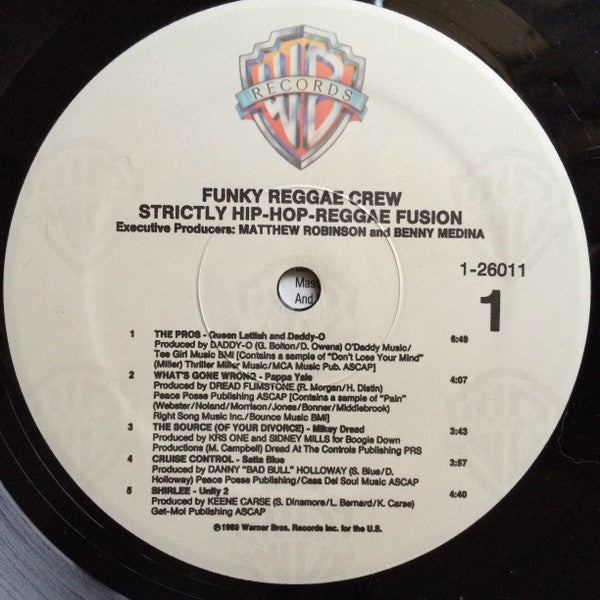 WB
RECORDS
FUNKY REGGAE CREW
STRICTLY HIP-HOP-REGGAE FUSION
Executive Producers: MATTHEW ROBINSON and BENNY MEDINA
1-26011
1
Mas
And
1 THE PROS - Queen Latifah and Daddy-O 6:49
Produced by DADDY-O (G. Bolton/D. Owens) O'Daddy Music/
Tee Girl Music BMI [Contains a sample of "Don't Lose Your Mind"
(Miller) Thriller Miller Music/MCA Music Pub. ASCAP]
2 WHAT'S GONE WRONG - Pappa Yale 4:07
Produced by DREAD FLIMSTONE (R. Morgan/H. Distin)
Peace Posse Publishing ASCAP [Contains a sample of "Pain"
(Webster/Noland/Morrison/Jones/Bonner/Middlebrook)
Right Song Music Inc./Bounce Music BMI]
3 THE SOURCE (OF YOUR DIVORCE) - Mikey Dread 3:43
Produced by KRS ONE and SIDNEY MILLS for Boogie Down
Productions (M. Campbell) Dread At The Controls Publishing PRS
4 CRUISE CONTROL - Satta Blue 3:57
Produced by DANNY "BAD BULL" HOLLOWAY (S. Blue/D.
Holloway) Peace Posse Publishing/Casa Del Soul Music ASCAP
5 SHIRLEE - Unity 2 4:40
Produced by KEENE CARSE (S. Dinsmore/L. Bernard/K. Carse)
Get-Mo! Publishing ASCAP
℗1989 Warner Bros. Records Inc. for the U.S.